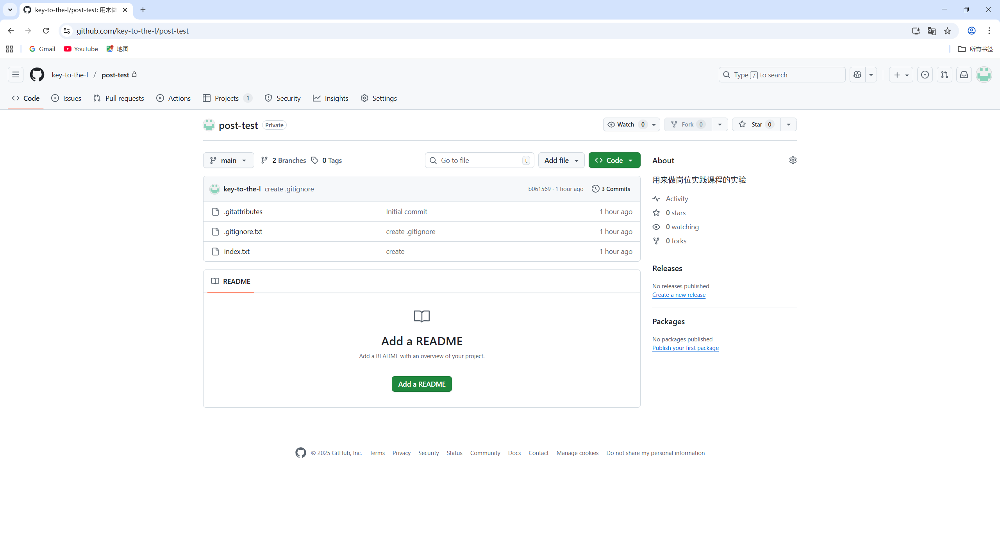 key-to-the-l/post-test: 用来做
github.com/key-to-the-l/post-test
Gmail
YouTube
地图
所有书签
key-to-the-l / post-test
Type / to search
Code
Issues
Pull requests
Actions
Projects 1
Security
Insights
Settings
post-test Private
Watch 0
Fork 0
Star 0
main
2 Branches
0 Tags
Go to file t
Add file
Code
key-to-the-l create .gitignore b061569 · 1 hour ago 3 Commits
.gitattributes Initial commit 1 hour ago
.gitignore.txt create .gitignore 1 hour ago
index.txt create 1 hour ago
README
Add a README
Add a README with an overview of your project.
Add a README
About
用来做岗位实践课程的实验
Activity
0 stars
0 watching
0 forks
Releases
No releases published
Create a new release
Packages
No packages published
Publish your first package
© 2025 GitHub, Inc. Terms Privacy Security Status Community Docs Contact Manage cookies Do not share my personal information